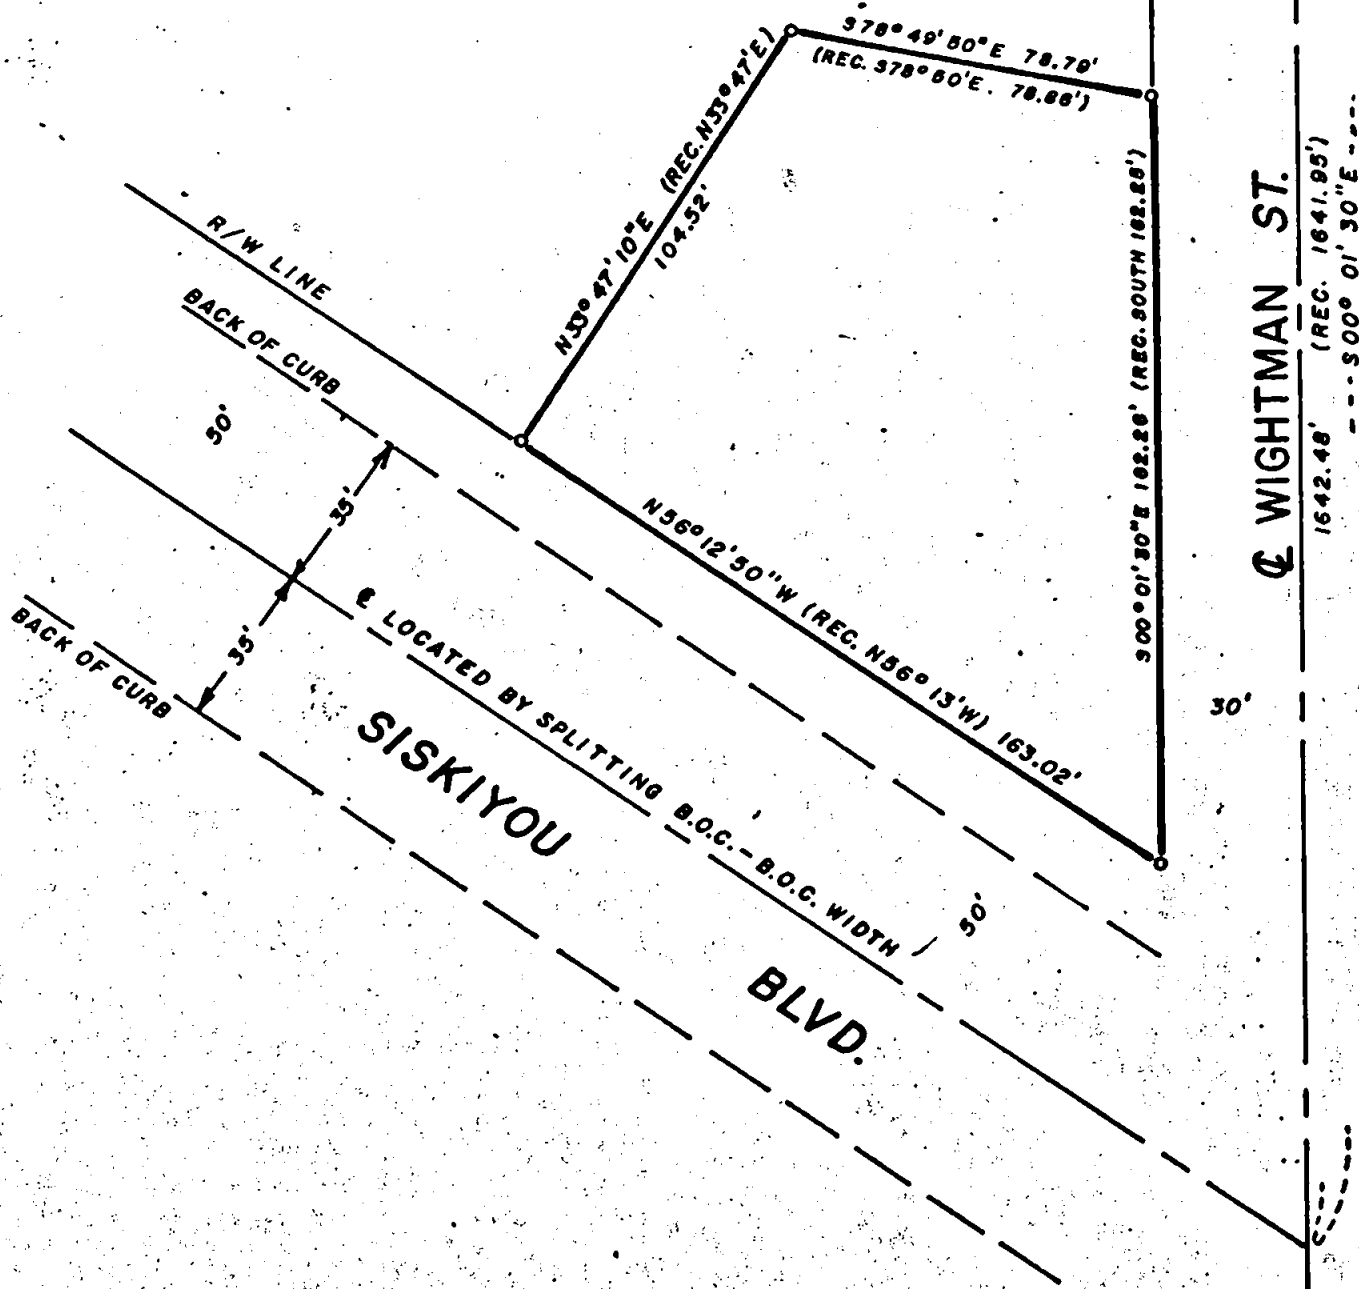 S78°49'50"E 78.79'
(REC. S78°50'E. 78.86')
N33°47'10"E (REC. N33°47'E)
104.52'
R/W LINE
BACK OF CURB
50'
35'
35'
BACK OF CURB
℄ LOCATED BY SPLITTING B.O.C. - B.O.C. WIDTH
SISKIYOU BLVD.
50'
N56°12'50"W (REC. N56°13'W) 163.02'
S00°01'30"E 162.26' (REC. SOUTH 162.28')
30'
℄ WIGHTMAN ST.
1642.48' (REC. 1641.95')
---S00° 01' 30"E----